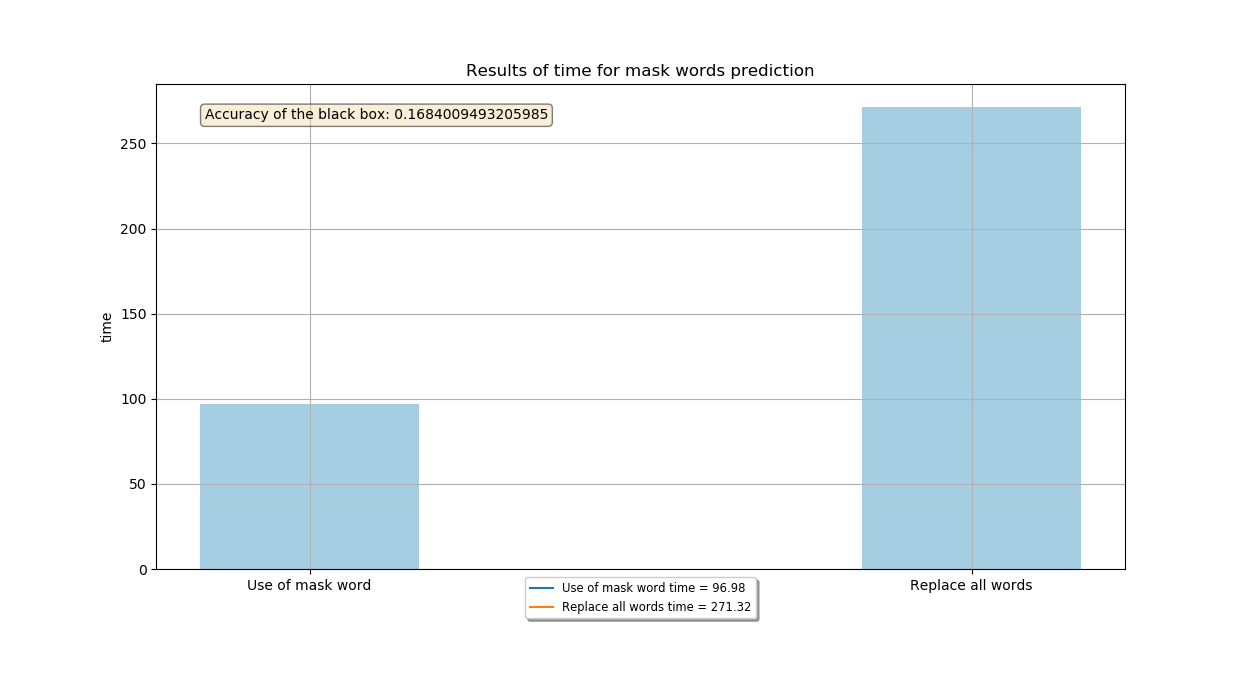 Results of time for mask words prediction
Accuracy of the black box: 0.1684009493205985
250
200
150
100
50
0
time
Use of mask word
Replace all words
Use of mask word time = 96.98
Replace all words time = 271.32